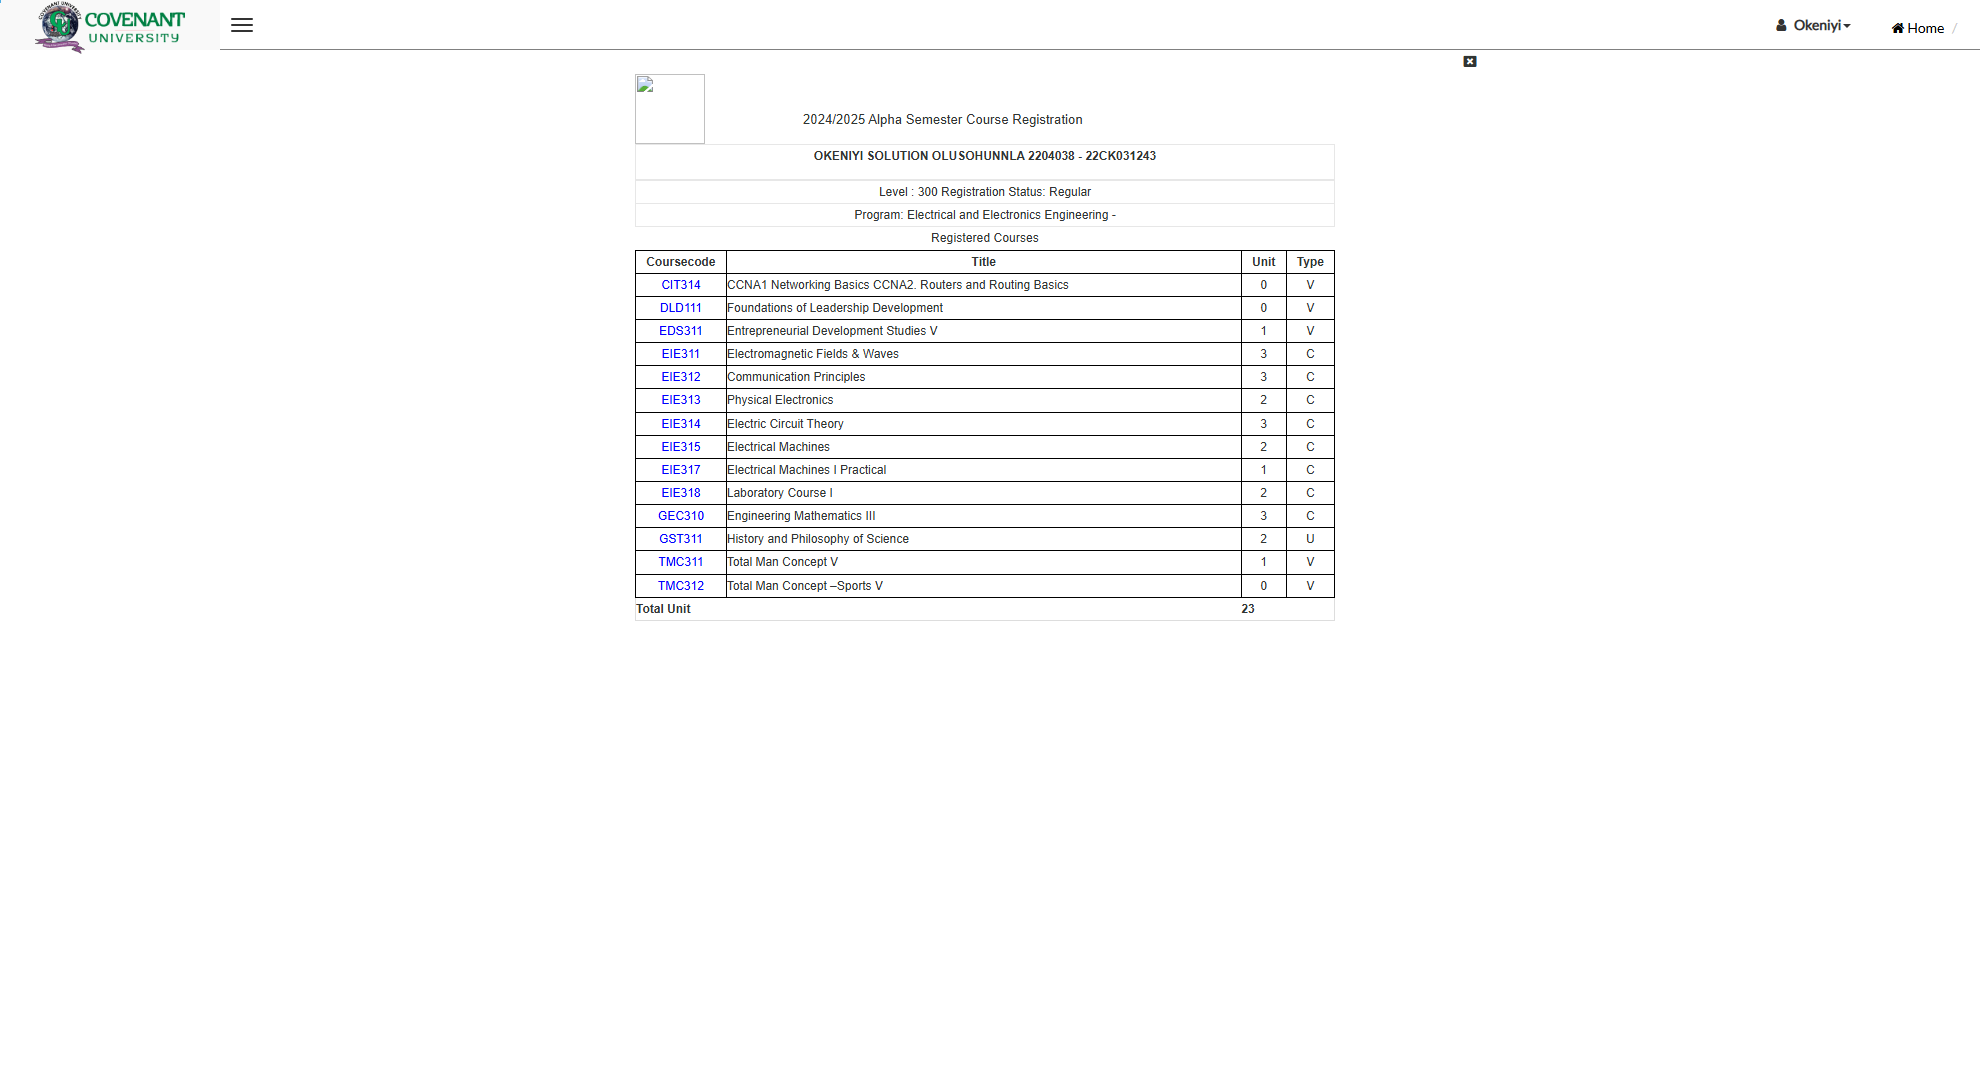 COVENANT
UNIVERSITY
Okeniyi
Home /
2024/2025 Alpha Semester Course Registration
OKENIYI SOLUTION OLUSOHUNNLA 2204038 - 22CK031243
Level : 300 Registration Status: Regular
Program: Electrical and Electronics Engineering -
Registered Courses
Coursecode Title Unit Type
CIT314 CCNA1 Networking Basics CCNA2. Routers and Routing Basics 0 V
DLD111 Foundations of Leadership Development 0 V
EDS311 Entrepreneurial Development Studies V 1 V
EIE311 Electromagnetic Fields & Waves 3 C
EIE312 Communication Principles 3 C
EIE313 Physical Electronics 2 C
EIE314 Electric Circuit Theory 3 C
EIE315 Electrical Machines 2 C
EIE317 Electrical Machines I Practical 1 C
EIE318 Laboratory Course I 2 C
GEC310 Engineering Mathematics III 3 C
GST311 History and Philosophy of Science 2 U
TMC311 Total Man Concept V 1 V
TMC312 Total Man Concept –Sports V 0 V
Total Unit 23